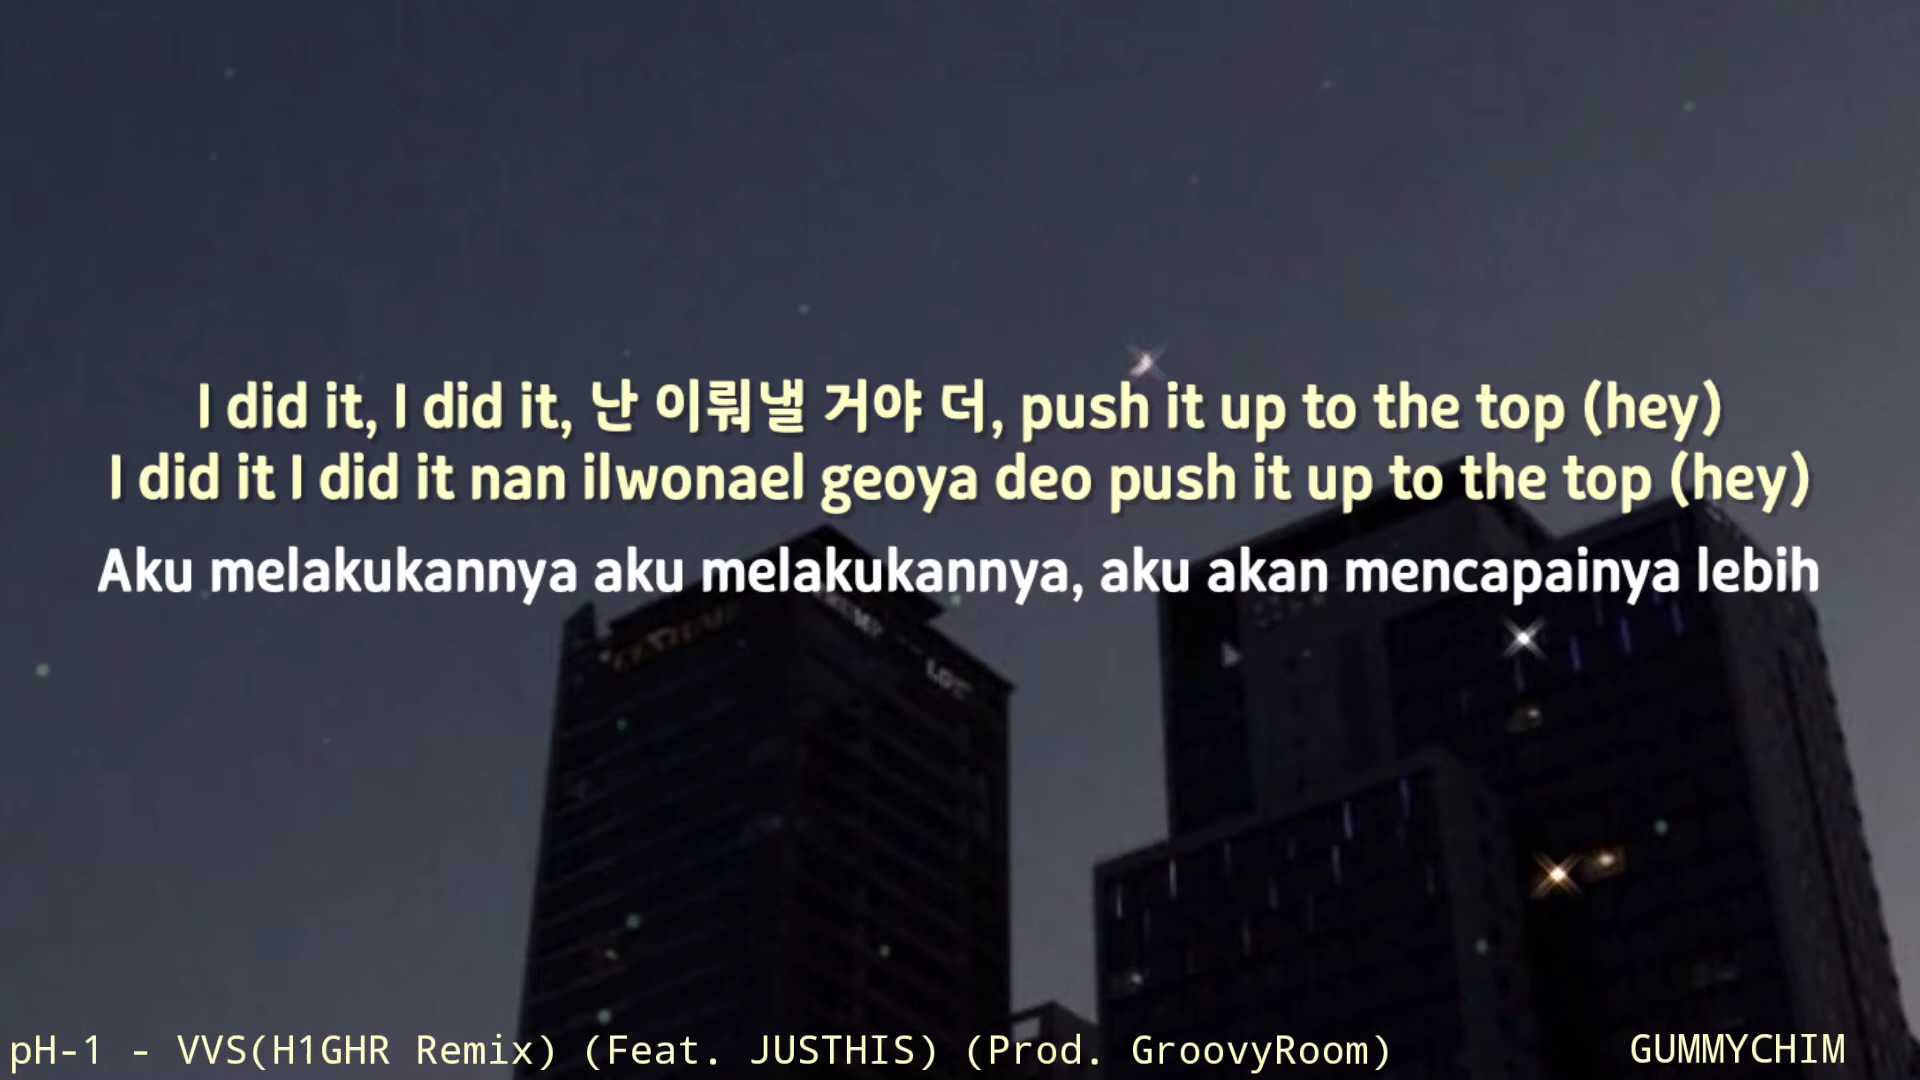 I did it, I did it, 난 이뤄낼 거야 더, push it up to the top (hey)
I did it I did it nan ilwonael geoya deo push it up to the top (hey)
Aku melakukannya aku melakukannya, aku akan mencapainya lebih
pH-1 - VVS(H1GHR Remix) (Feat. JUSTHIS) (Prod. GroovyRoom)
GUMMYCHIM